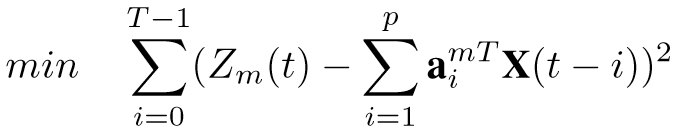 min \sum_{i=0}^{T-1} (Z_m(t) - \sum_{i=1}^{p} \mathbf{a}_i^{mT} \mathbf{X}(t-i))^2